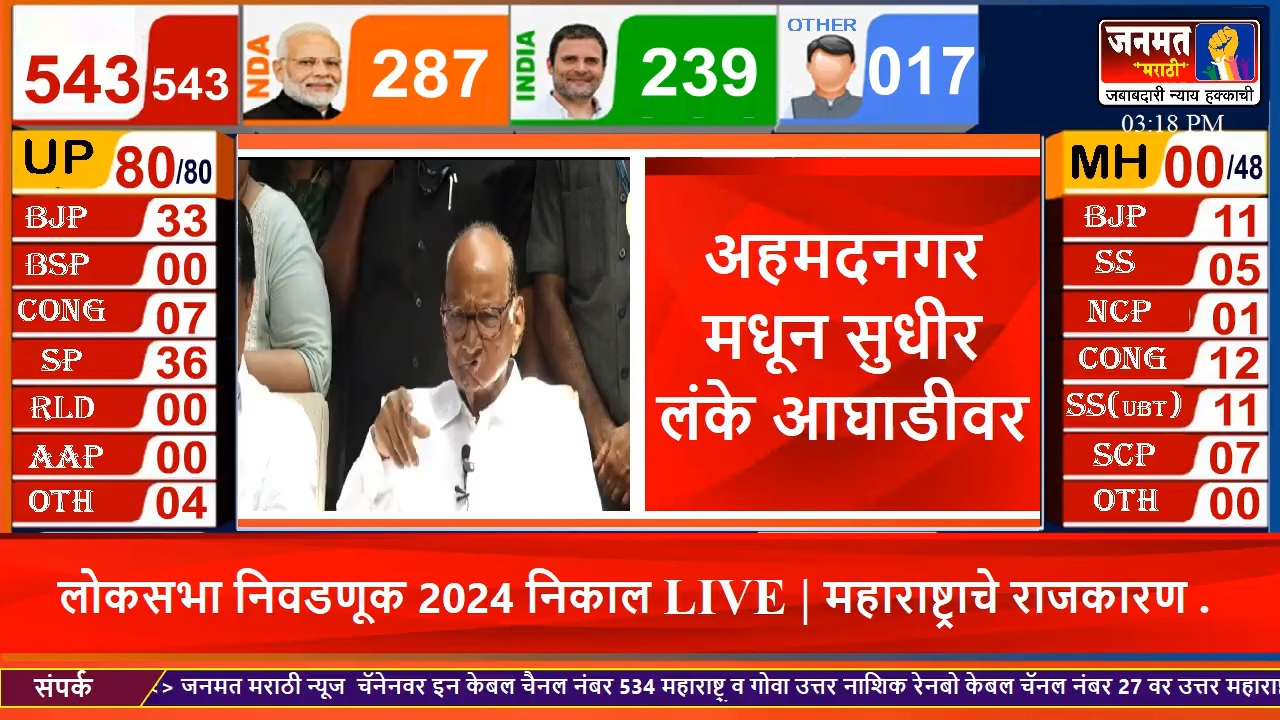 543 543
NDA 287
INDIA 239
OTHER 017
जनमत
"मराठी"
जबाबदारी न्याय हक्काची
03:18 PM
UP 80/80
BJP 33
BSP 00
CONG 07
SP 36
RLD 00
AAP 00
OTH 04
अहमदनगर
मधून सुधीर
लंके आघाडीवर
MH 00/48
BJP 11
SS 05
NCP 01
CONG 12
SS(UBT) 11
SCP 07
OTH 00
लोकसभा निवडणूक 2024 निकाल LIVE | महाराष्ट्राचे राजकारण .
संपर्क
> जनमत मराठी न्यूज चॅनेनवर इन केबल चैनल नंबर 534 महाराष्ट्र व गोवा उत्तर नाशिक रेनबो केबल चॅनल नंबर 27 वर उत्तर